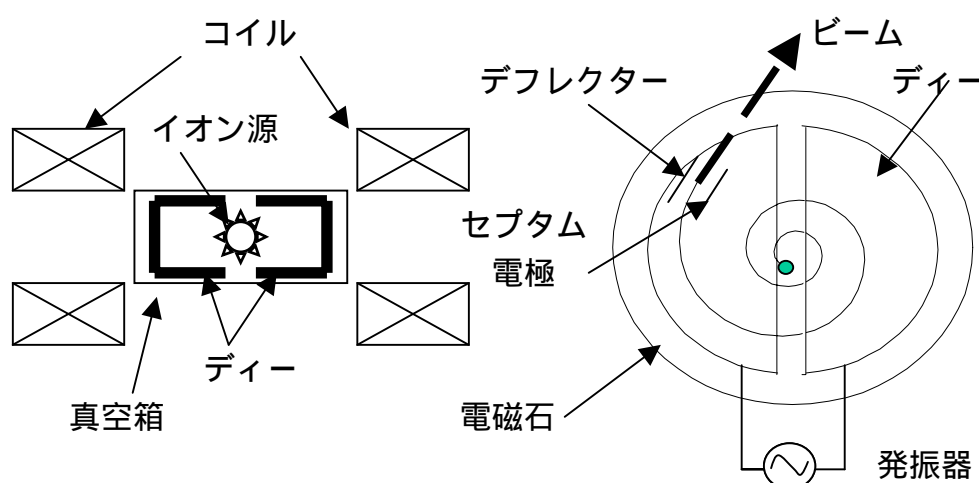 コイル
イオン源
ディー
真空箱
ビーム
デフレクター
ディー
セプタム
電極
電磁石
発振器